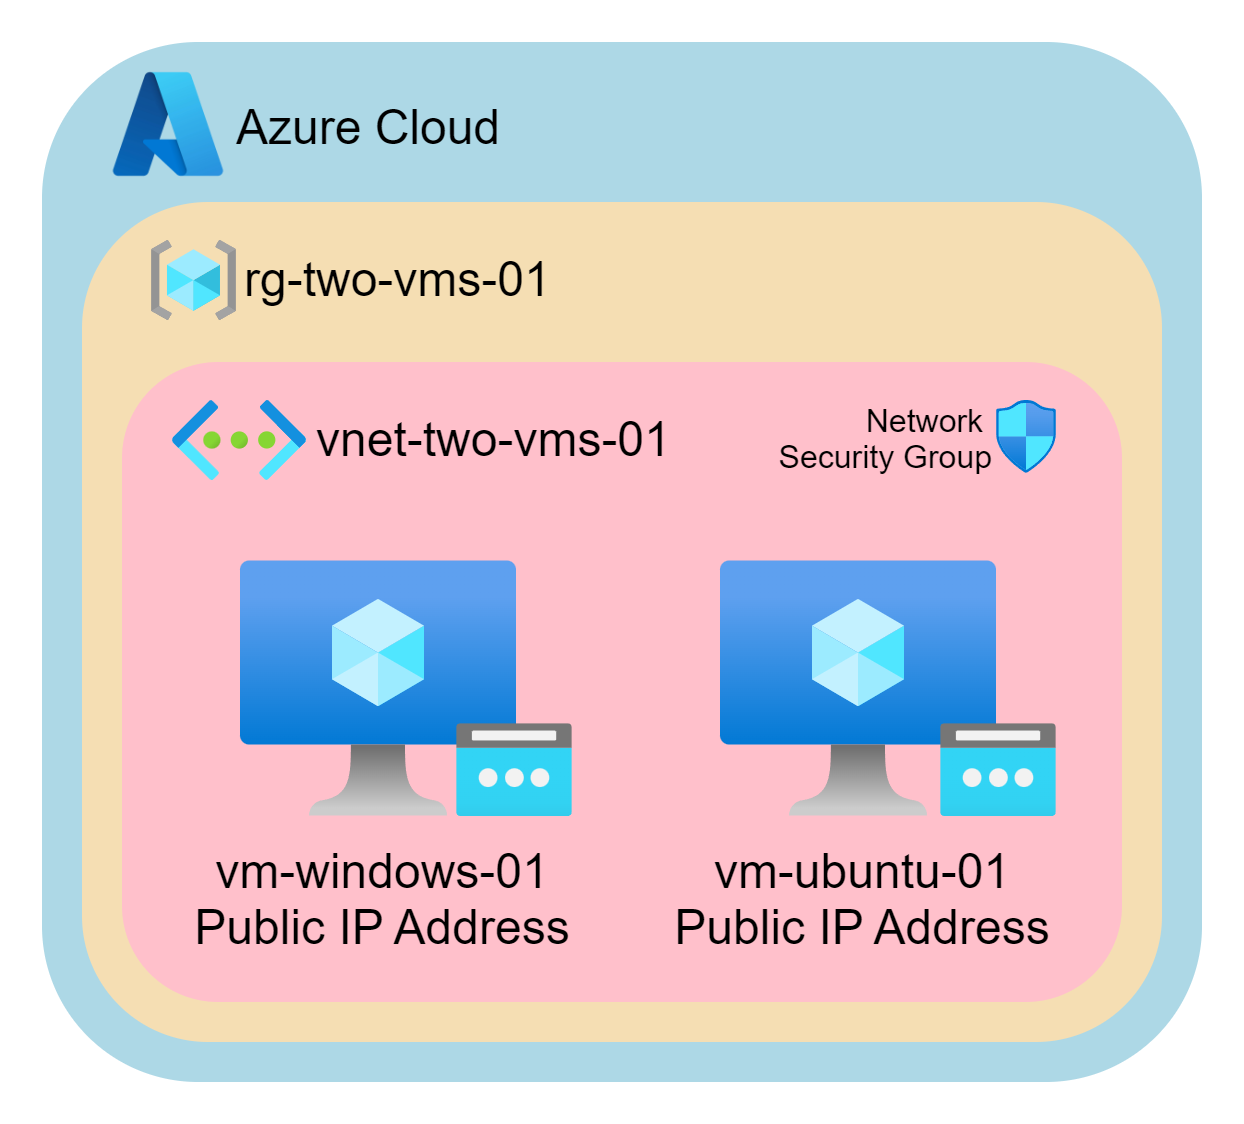 Azure Cloud
rg-two-vms-01
vnet-two-vms-01
Network
Security Group
vm-windows-01
Public IP Address
vm-ubuntu-01
Public IP Address